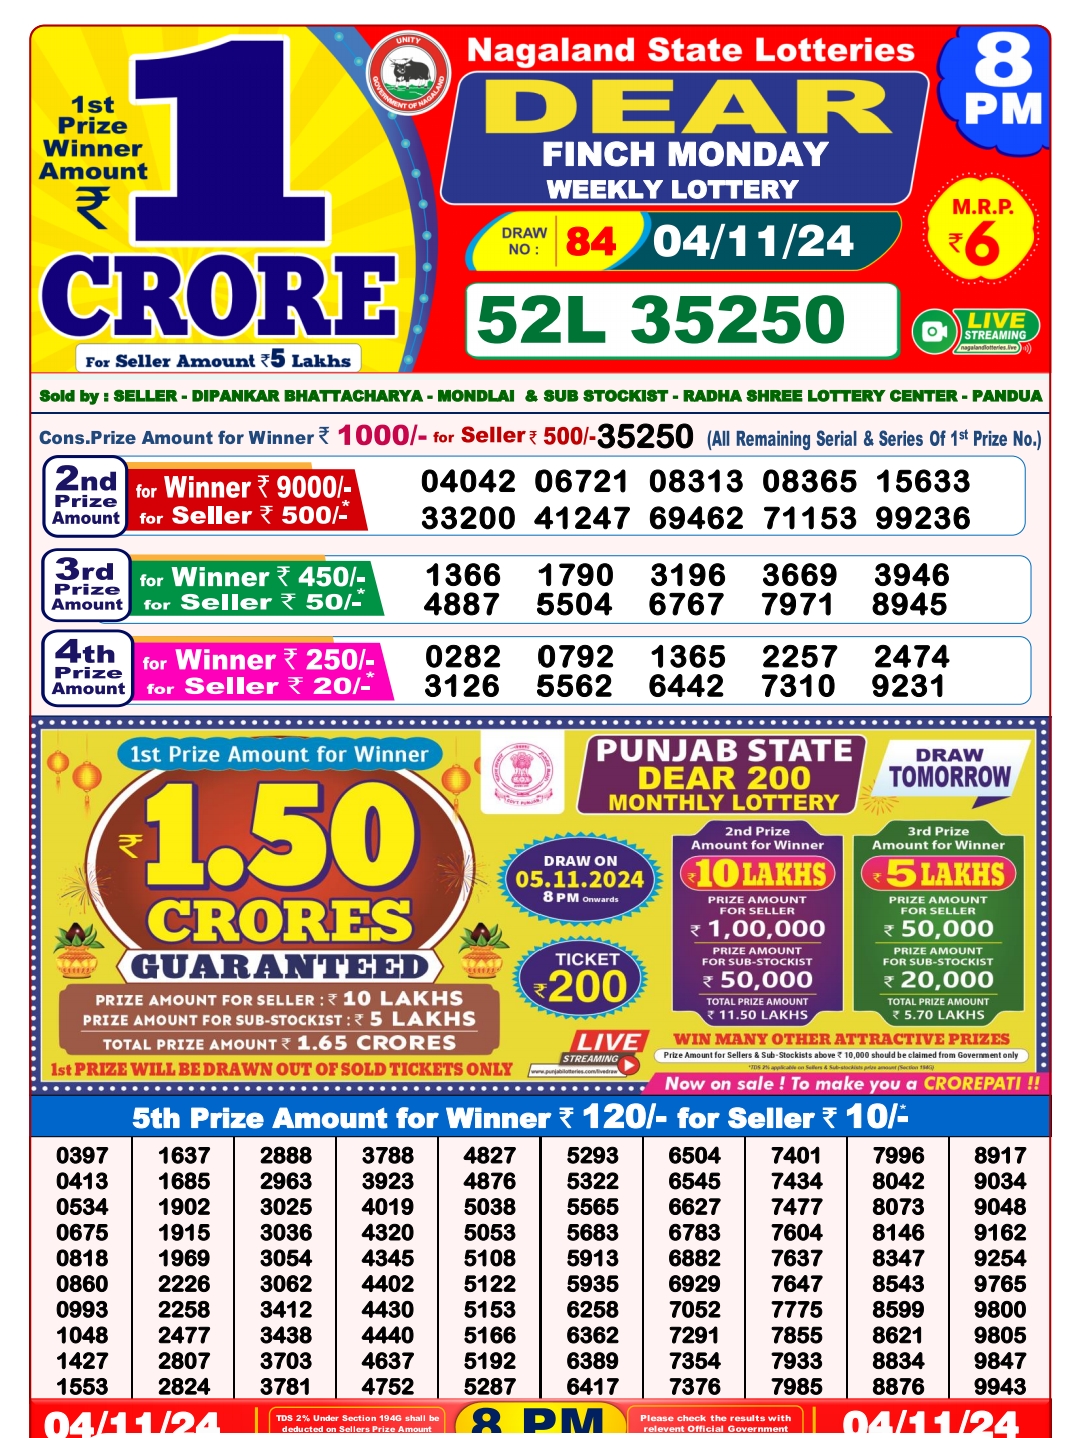 1st
Prize
Winner
Amount
₹
1
CRORE
For Seller Amount ₹5 Lakhs
UNITY
GOVERNMENT OF NAGALAND
Nagaland State Lotteries
DEAR
FINCH MONDAY
WEEKLY LOTTERY
8
PM
DRAW
NO :
84
04/11/24
M.R.P.
₹6
52L 35250
LIVE
STREAMING
nagalandlotteries.live
Sold by : SELLER - DIPANKAR BHATTACHARYA - MONDLAI & SUB STOCKIST - RADHA SHREE LOTTERY CENTER - PANDUA
Cons.Prize Amount for Winner ₹ 1000/- for Seller ₹ 500/- 35250 (All Remaining Serial & Series Of 1st Prize No.)
2nd
Prize
Amount
for Winner ₹ 9000/-
for Seller ₹ 500/-*
04042 06721 08313 08365 15633
33200 41247 69462 71153 99236
3rd
Prize
Amount
for Winner ₹ 450/-
for Seller ₹ 50/-*
1366 1790 3196 3669 3946
4887 5504 6767 7971 8945
4th
Prize
Amount
for Winner ₹ 250/-
for Seller ₹ 20/-*
0282 0792 1365 2257 2474
3126 5562 6442 7310 9231
1st Prize Amount for Winner
₹1.50
CRORES
GUARANTEED
PRIZE AMOUNT FOR SELLER : ₹ 10 LAKHS
PRIZE AMOUNT FOR SUB-STOCKIST : ₹ 5 LAKHS
TOTAL PRIZE AMOUNT ₹ 1.65 CRORES
1st PRIZE WILL BE DRAWN OUT OF SOLD TICKETS ONLY
PUNJAB STATE
DEAR 200
MONTHLY LOTTERY
DRAW
TOMORROW
DRAW ON
05.11.2024
8 PM Onwards
TICKET
₹200
LIVE
STREAMING
www.punjablotteries.com/livedraw
2nd Prize
Amount for Winner
₹10 LAKHS
PRIZE AMOUNT
FOR SELLER
₹ 1,00,000
PRIZE AMOUNT
FOR SUB-STOCKIST
₹ 50,000
TOTAL PRIZE AMOUNT
₹ 11.50 LAKHS
3rd Prize
Amount for Winner
₹ 5 LAKHS
PRIZE AMOUNT
FOR SELLER
₹ 50,000
PRIZE AMOUNT
FOR SUB-STOCKIST
₹ 20,000
TOTAL PRIZE AMOUNT
₹ 5.70 LAKHS
WIN MANY OTHER ATTRACTIVE PRIZES
Prize Amount for Sellers & Sub-Stockists above ₹ 10,000 should be claimed from Government only
*TDS 2% applicable on Sellers & Sub-stockists prize amount (Section 194G)
Now on sale ! To make you a CROREPATI !!
5th Prize Amount for Winner ₹ 120/- for Seller ₹ 10/-*
0397 1637 2888 3788 4827 5293 6504 7401 7996 8917
0413 1685 2963 3923 4876 5322 6545 7434 8042 9034
0534 1902 3025 4019 5038 5565 6627 7477 8073 9048
0675 1915 3036 4320 5053 5683 6783 7604 8146 9162
0818 1969 3054 4345 5108 5913 6882 7637 8347 9254
0860 2226 3062 4402 5122 5935 6929 7647 8543 9765
0993 2258 3412 4430 5153 6258 7052 7775 8599 9800
1048 2477 3438 4440 5166 6362 7291 7855 8621 9805
1427 2807 3703 4637 5192 6389 7354 7933 8834 9847
1553 2824 3781 4752 5287 6417 7376 7985 8876 9943
04/11/24
TDS 2% Under Section 194G shall be
deducted on Sellers Prize Amount
8 PM
Please check the results with
relevent Official Government
04/11/24